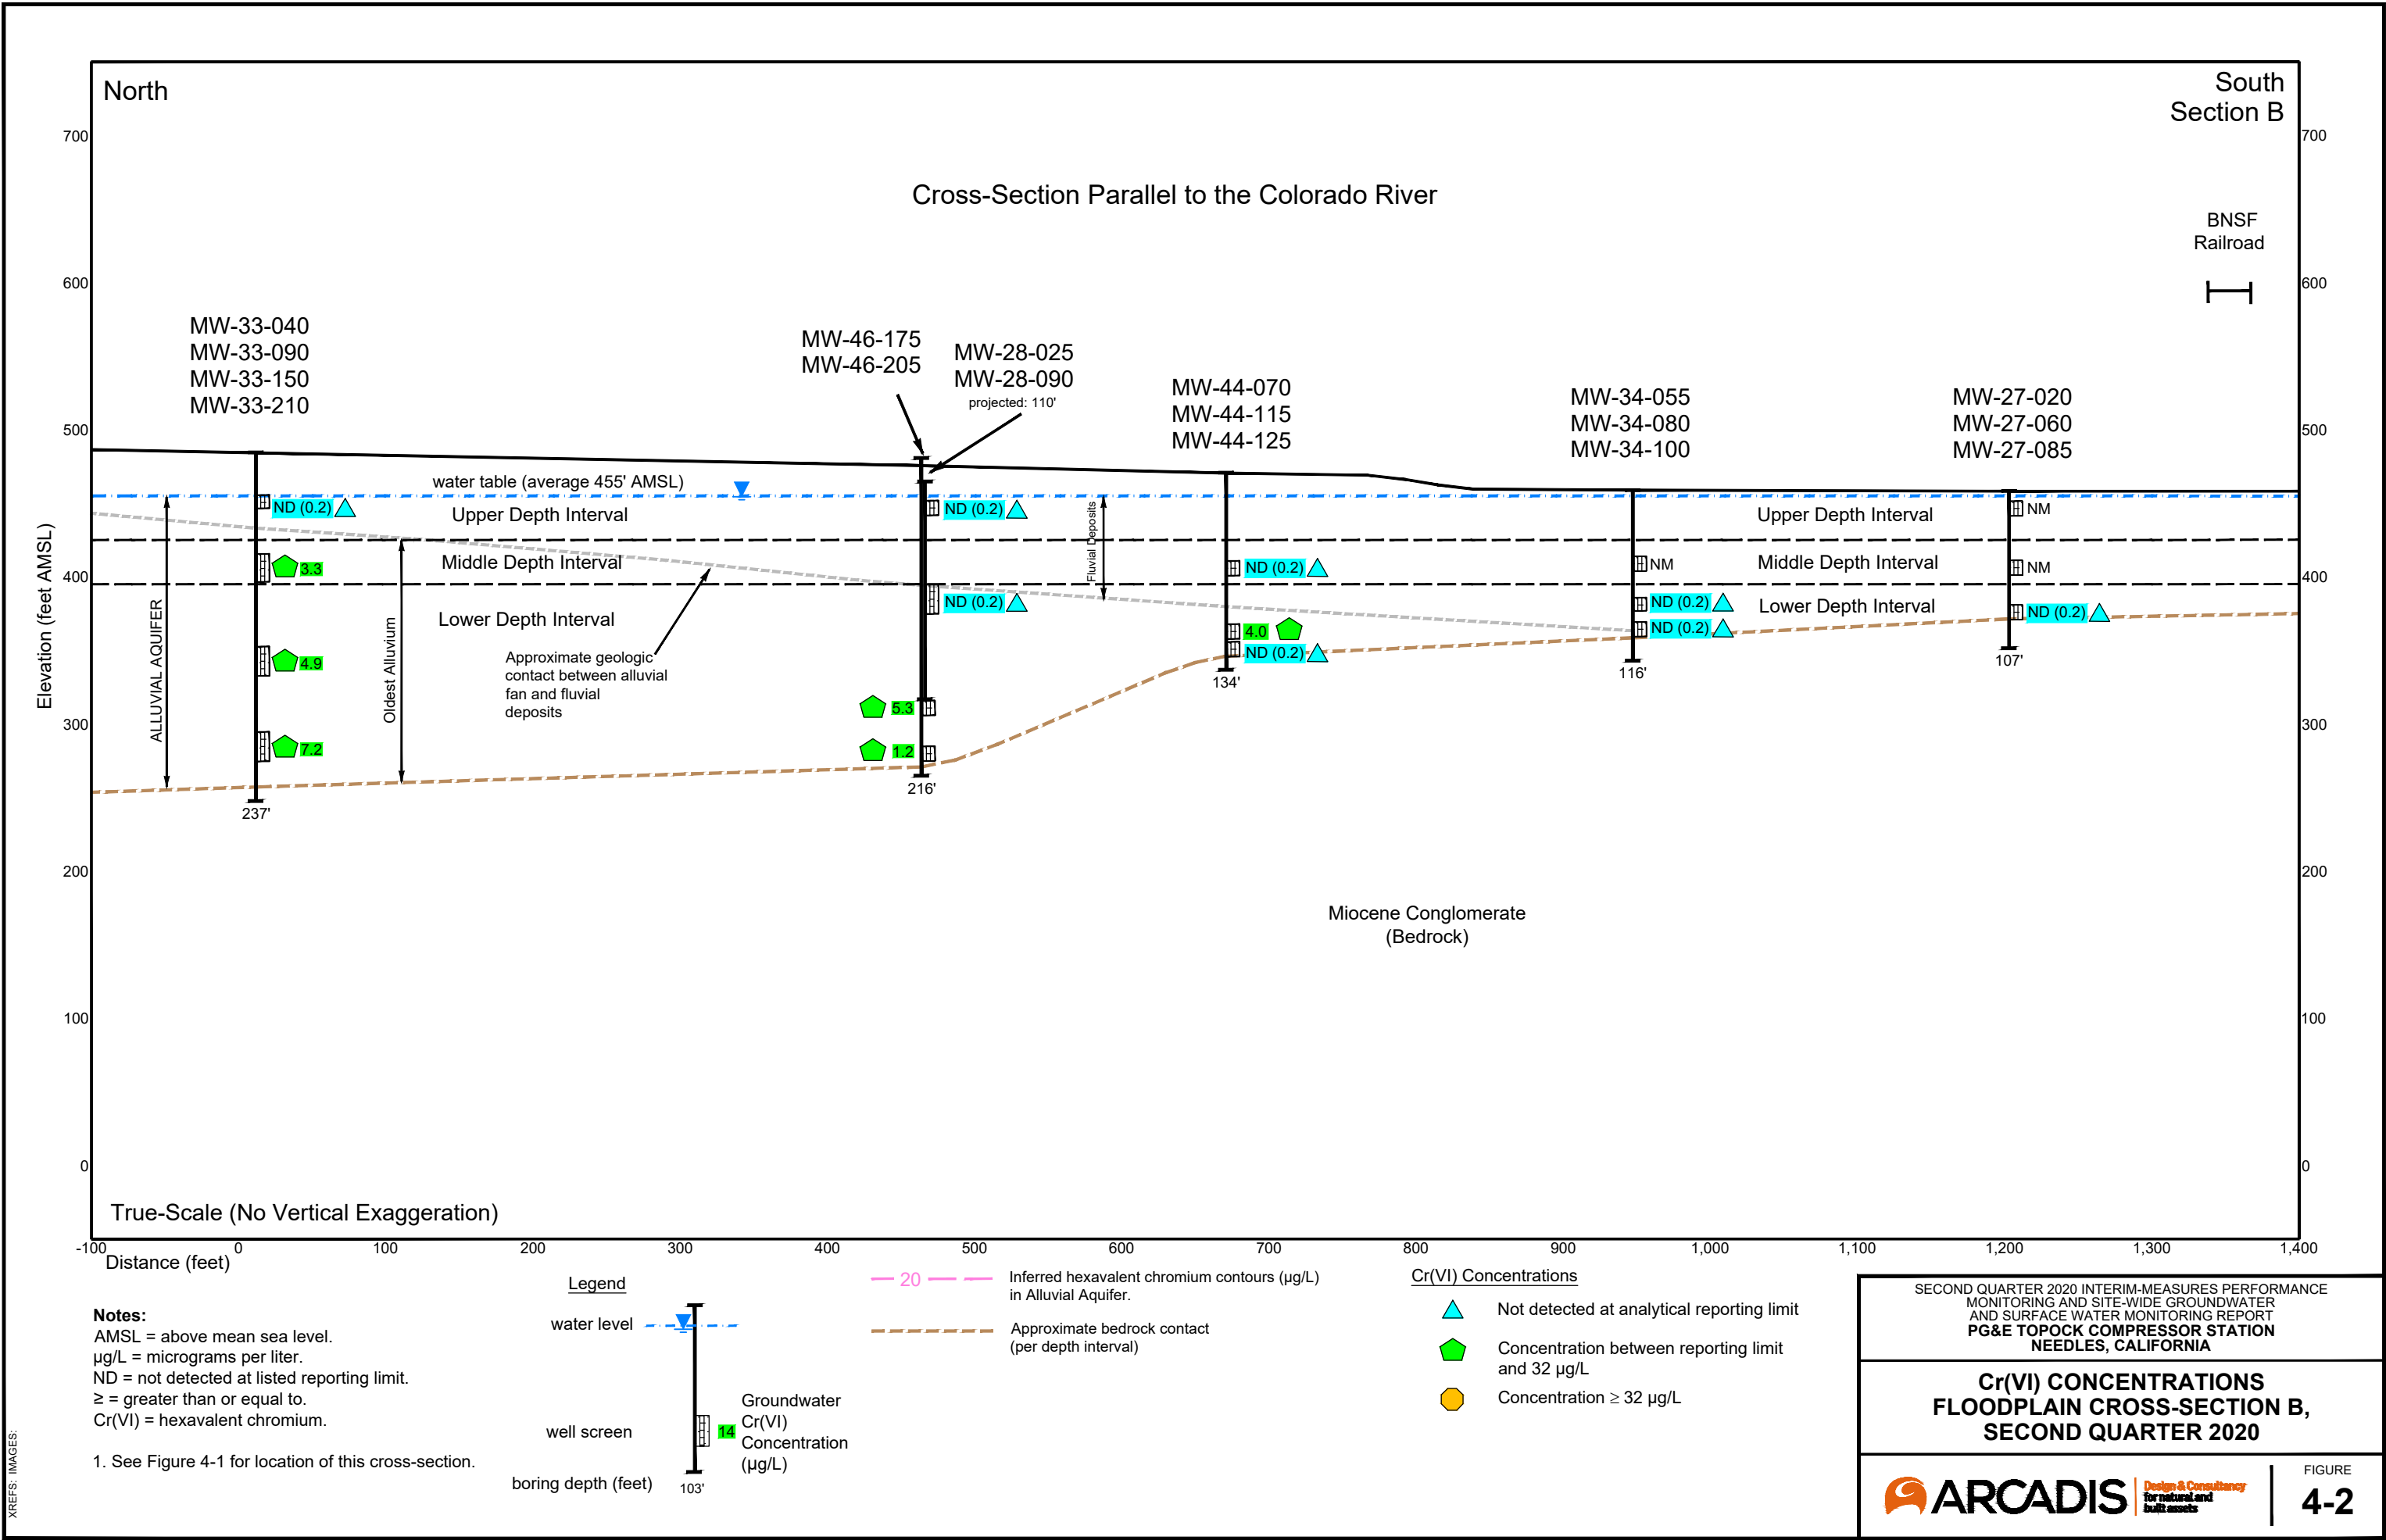 North
South
Section B
Cross-Section Parallel to the Colorado River
BNSF
Railroad
700
600
500
400
300
200
100
0
Elevation (feet AMSL)
700
600
500
400
300
200
100
0
MW-33-040
MW-33-090
MW-33-150
MW-33-210
MW-46-175
MW-46-205
MW-28-025
MW-28-090
projected: 110'
MW-44-070
MW-44-115
MW-44-125
MW-34-055
MW-34-080
MW-34-100
MW-27-020
MW-27-060
MW-27-085
water table (average 455' AMSL)
Upper Depth Interval
Middle Depth Interval
Lower Depth Interval
Approximate geologic
contact between alluvial
fan and fluvial
deposits
ALLUVIAL AQUIFER
Oldest Alluvium
Fluvial Deposits
Upper Depth Interval
Middle Depth Interval
Lower Depth Interval
ND (0.2)
3.3
4.9
7.2
237'
ND (0.2)
ND (0.2)
5.3
1.2
216'
ND (0.2)
4.0
ND (0.2)
134'
NM
ND (0.2)
ND (0.2)
116'
NM
NM
ND (0.2)
107'
Miocene Conglomerate
(Bedrock)
True-Scale (No Vertical Exaggeration)
-100 0 100 200 300 400 500 600 700 800 900 1,000 1,100 1,200 1,300 1,400
Distance (feet)
Notes:
AMSL = above mean sea level.
µg/L = micrograms per liter.
ND = not detected at listed reporting limit.
≥ = greater than or equal to.
Cr(VI) = hexavalent chromium.
1. See Figure 4-1 for location of this cross-section.
Legend
water level
well screen
boring depth (feet)
103'
14
Groundwater
Cr(VI)
Concentration
(µg/L)
20
Inferred hexavalent chromium contours (µg/L)
in Alluvial Aquifer.
Approximate bedrock contact
(per depth interval)
Cr(VI) Concentrations
Not detected at analytical reporting limit
Concentration between reporting limit
and 32 µg/L
Concentration ≥ 32 µg/L
SECOND QUARTER 2020 INTERIM-MEASURES PERFORMANCE
MONITORING AND SITE-WIDE GROUNDWATER
AND SURFACE WATER MONITORING REPORT
PG&E TOPOCK COMPRESSOR STATION
NEEDLES, CALIFORNIA
Cr(VI) CONCENTRATIONS
FLOODPLAIN CROSS-SECTION B,
SECOND QUARTER 2020
ARCADIS
Design & Consultancy
for natural and
built assets
FIGURE
4-2
XREFS: IMAGES: